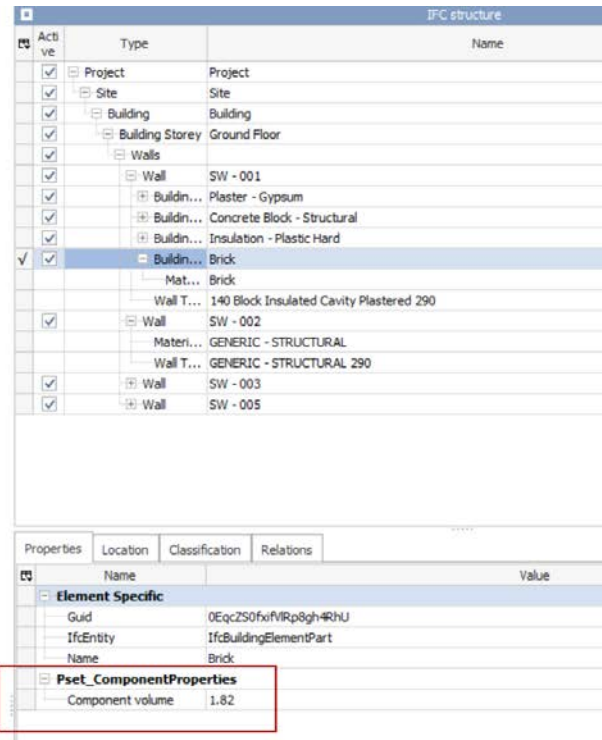 IFC structure
Active Type Name
Project Project
Site Site
Building Building
Building Storey Ground Floor
Walls
Wall SW - 001
Buildin... Plaster - Gypsum
Buildin... Concrete Block - Structural
Buildin... Insulation - Plastic Hard
√ Buildin... Brick
Mat... Brick
Wall T... 140 Block Insulated Cavity Plastered 290
Wall SW - 002
Materi... GENERIC - STRUCTURAL
Wall T... GENERIC - STRUCTURAL 290
Wall SW - 003
Wall SW - 005
Properties Location Classification Relations
Name Value
Element Specific
Guid
IfcEntity IfcBuildingElementPart
Name Brick
Pset_ComponentProperties
Component volume 1.82